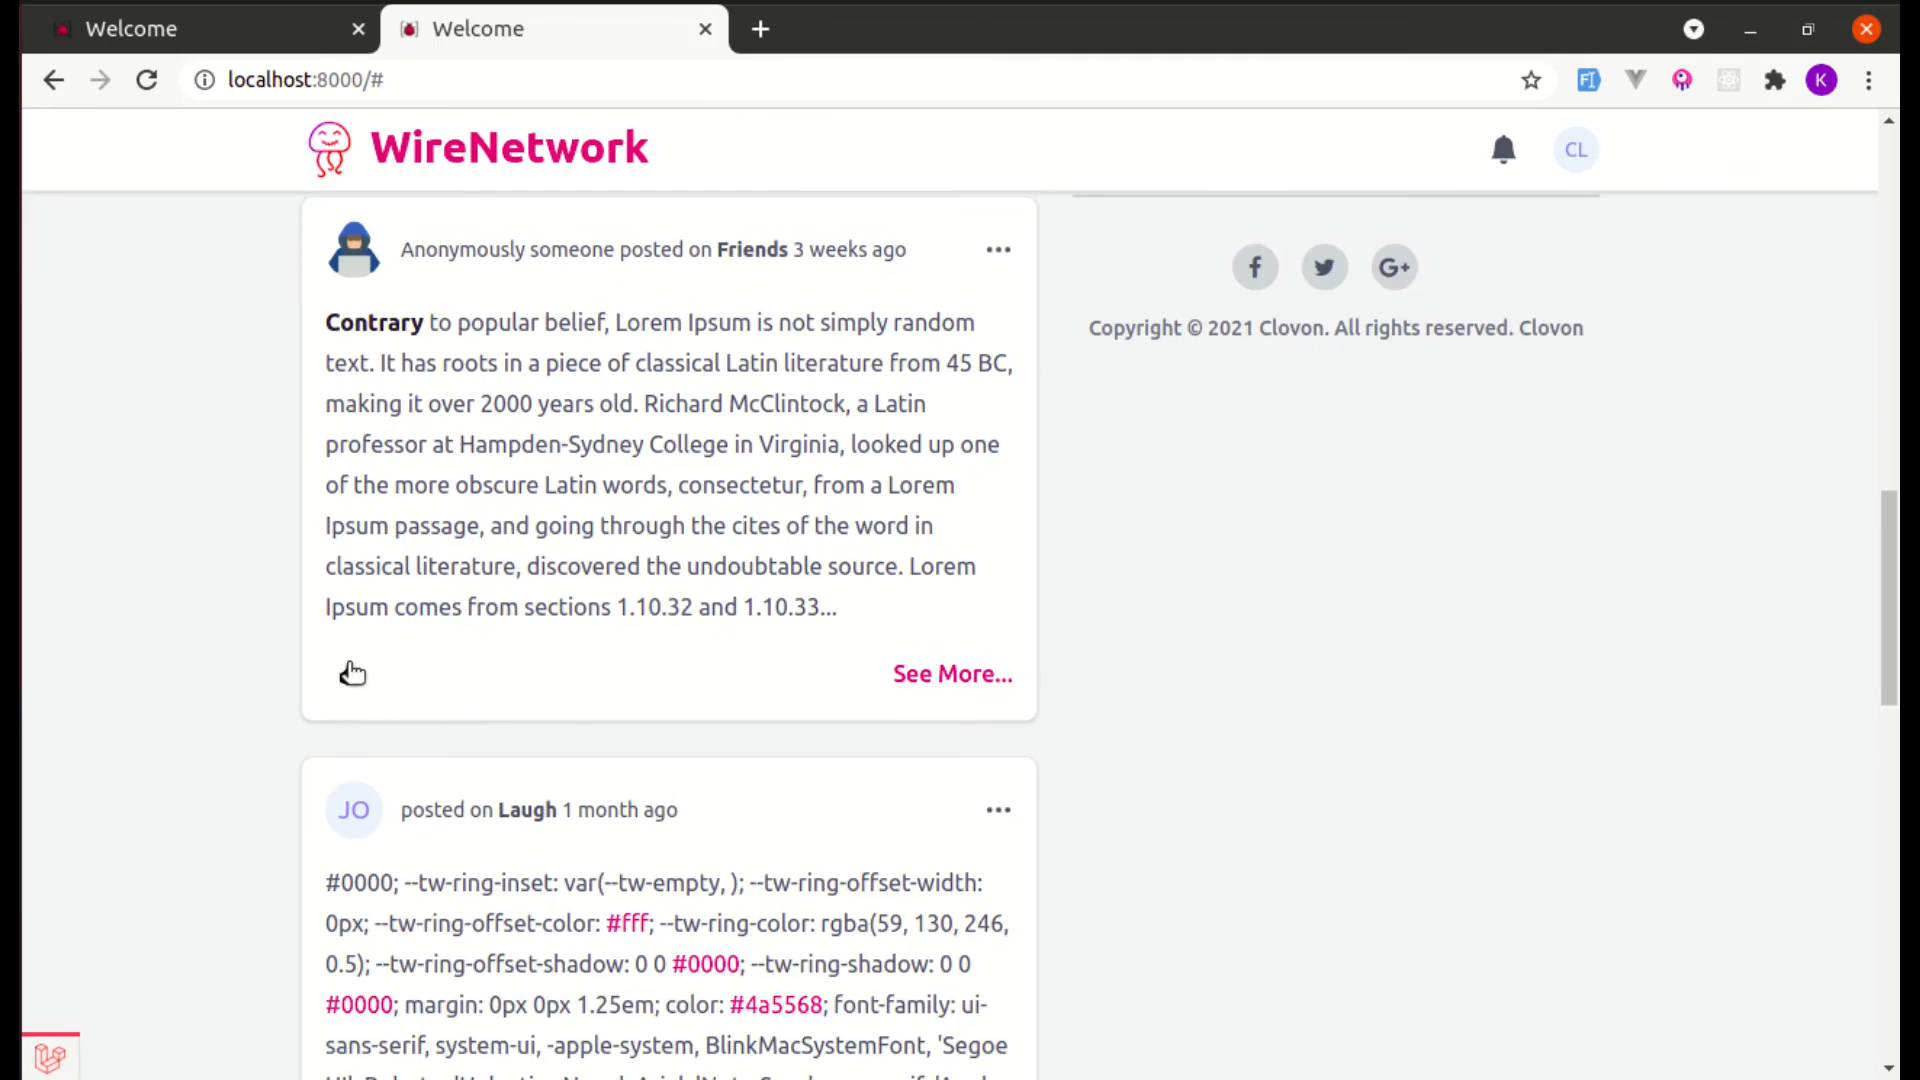 Welcome
Welcome
localhost:8000/#
K
WireNetwork
CL
Anonymously someone posted on Friends 3 weeks ago
Contrary to popular belief, Lorem Ipsum is not simply random
text. It has roots in a piece of classical Latin literature from 45 BC,
making it over 2000 years old. Richard McClintock, a Latin
professor at Hampden-Sydney College in Virginia, looked up one
of the more obscure Latin words, consectetur, from a Lorem
Ipsum passage, and going through the cites of the word in
classical literature, discovered the undoubtable source. Lorem
Ipsum comes from sections 1.10.32 and 1.10.33...
See More...
Copyright © 2021 Clovon. All rights reserved. Clovon
JO
posted on Laugh 1 month ago
#0000; --tw-ring-inset: var(--tw-empty, ); --tw-ring-offset-width:
0px; --tw-ring-offset-color: #fff; --tw-ring-color: rgba(59, 130, 246,
0.5); --tw-ring-offset-shadow: 0 0 #0000; --tw-ring-shadow: 0 0
#0000; margin: 0px 0px 1.25em; color: #4a5568; font-family: ui-
sans-serif, system-ui, -apple-system, BlinkMacSystemFont, 'Segoe